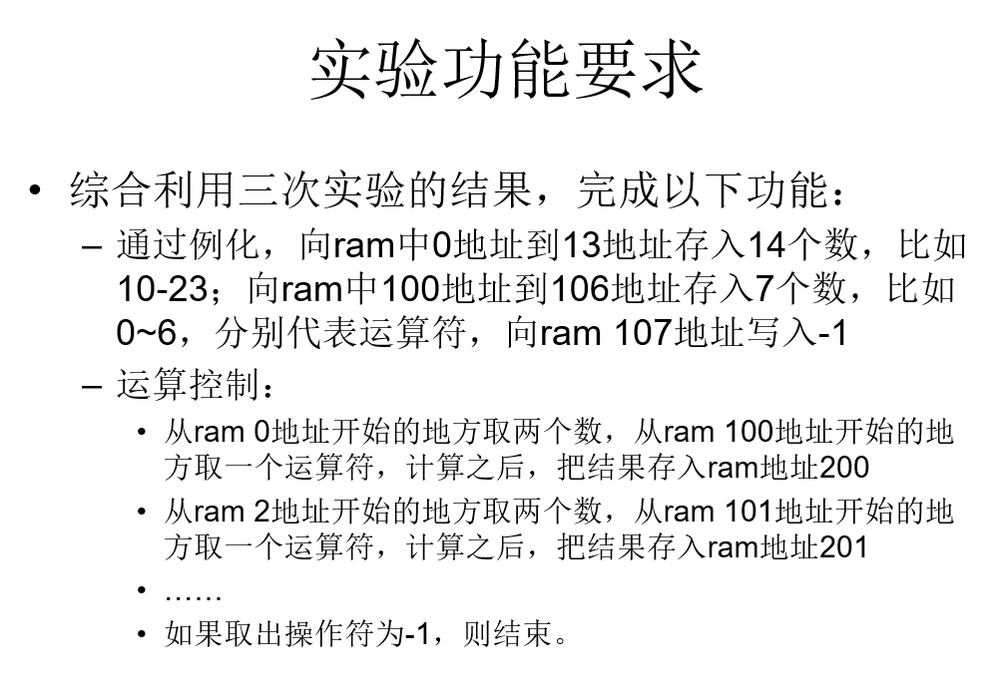 实验功能要求
• 综合利用三次实验的结果，完成以下功能：
– 通过例化，向ram中0地址到13地址存入14个数，比如
10-23；向ram中100地址到106地址存入7个数，比如
0~6，分别代表运算符，向ram 107地址写入-1
– 运算控制：
• 从ram 0地址开始的地方取两个数，从ram 100地址开始的地
方取一个运算符，计算之后，把结果存入ram地址200
• 从ram 2地址开始的地方取两个数，从ram 101地址开始的地
方取一个运算符，计算之后，把结果存入ram地址201
• ……
• 如果取出操作符为-1，则结束。